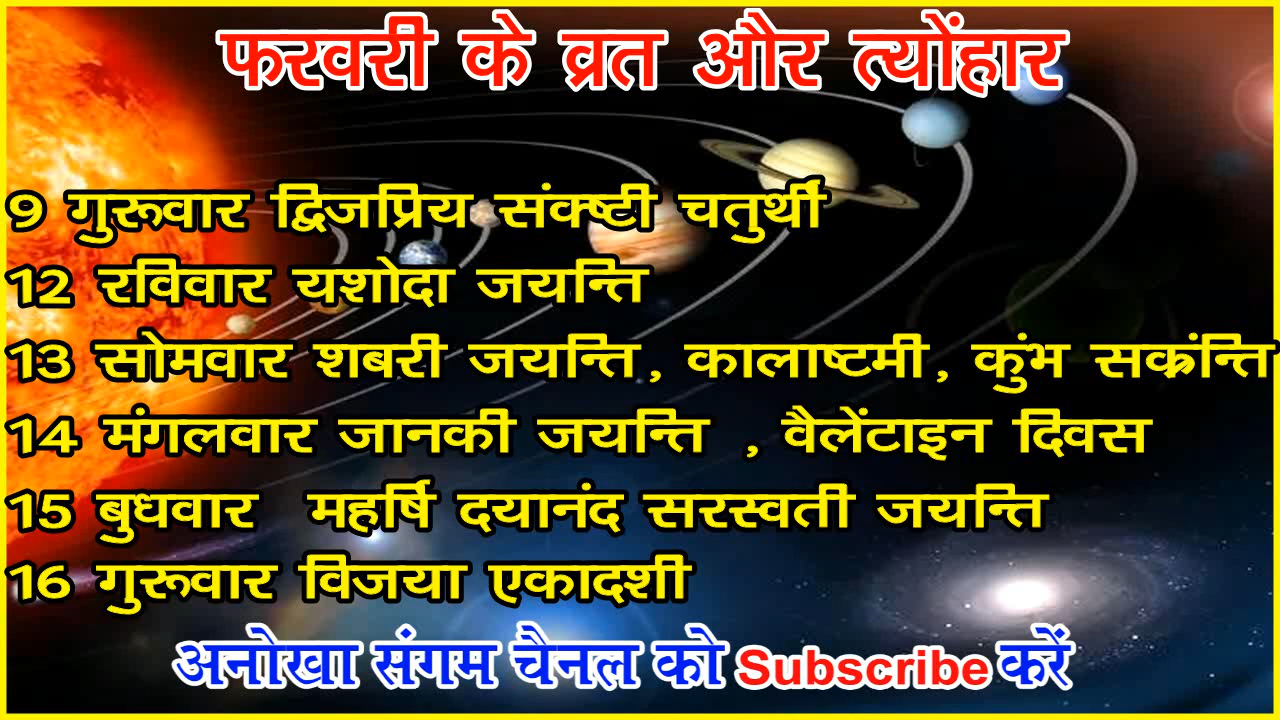 फरवरी के व्रत और त्योंहार
9 गुरूवार द्विजप्रिय संक्ष्टी चतुर्थी
12 रविवार यशोदा जयन्ति
13 सोमवार शबरी जयन्ति, कालाष्टमी, कुंभ सक्रंन्ति
14 मंगलवार जानकी जयन्ति , वैलेंटाइन दिवस
15 बुधवार महर्षि दयानंद सरस्वती जयन्ति
16 गुरूवार विजया एकादशी
अनोखा संगम चैनल को Subscribe करें